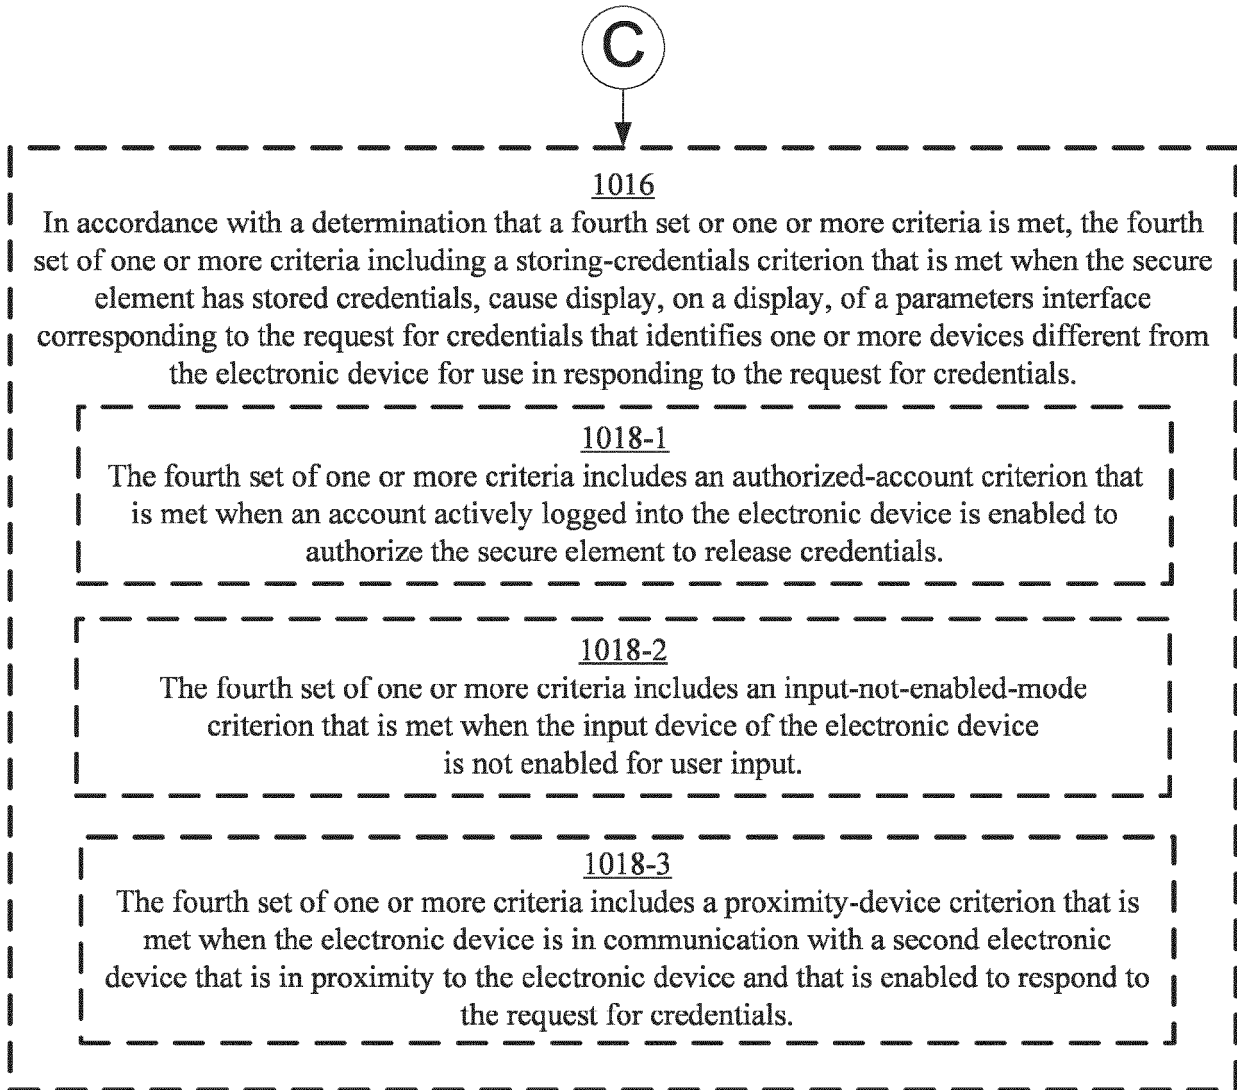 C
1016
In accordance with a determination that a fourth set or one or more criteria is met, the fourth
set of one or more criteria including a storing-credentials criterion that is met when the secure
element has stored credentials, cause display, on a display, of a parameters interface
corresponding to the request for credentials that identifies one or more devices different from
the electronic device for use in responding to the request for credentials.
1018-1
The fourth set of one or more criteria includes an authorized-account criterion that
is met when an account actively logged into the electronic device is enabled to
authorize the secure element to release credentials.
1018-2
The fourth set of one or more criteria includes an input-not-enabled-mode
criterion that is met when the input device of the electronic device
is not enabled for user input.
1018-3
The fourth set of one or more criteria includes a proximity-device criterion that is
met when the electronic device is in communication with a second electronic
device that is in proximity to the electronic device and that is enabled to respond to
the request for credentials.